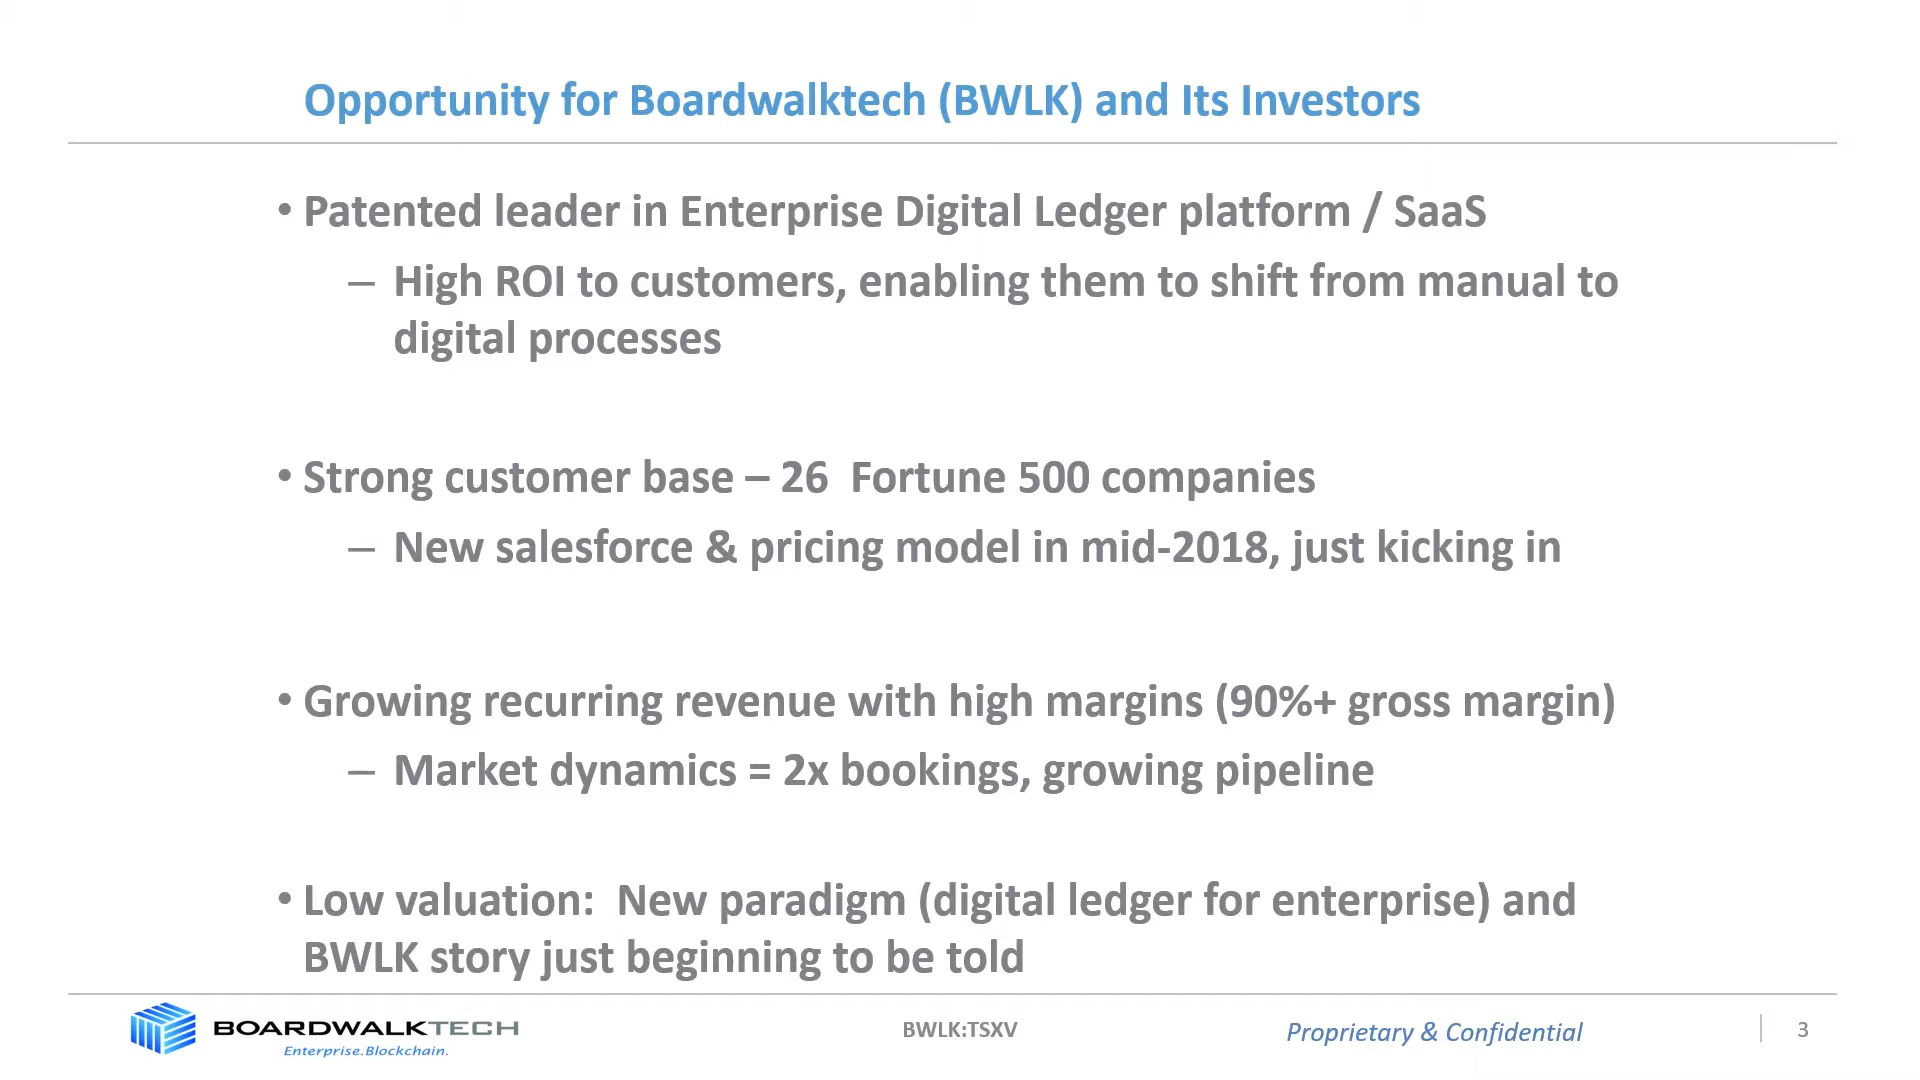 Opportunity for Boardwalktech (BWLK) and Its Investors
• Patented leader in Enterprise Digital Ledger platform / SaaS
– High ROI to customers, enabling them to shift from manual to
digital processes
• Strong customer base – 26  Fortune 500 companies
– New salesforce & pricing model in mid-2018, just kicking in
• Growing recurring revenue with high margins (90%+ gross margin)
– Market dynamics = 2x bookings, growing pipeline
• Low valuation:  New paradigm (digital ledger for enterprise) and
BWLK story just beginning to be told
BOARDWALKTECH
Enterprise.Blockchain.
BWLK:TSXV
Proprietary & Confidential
3